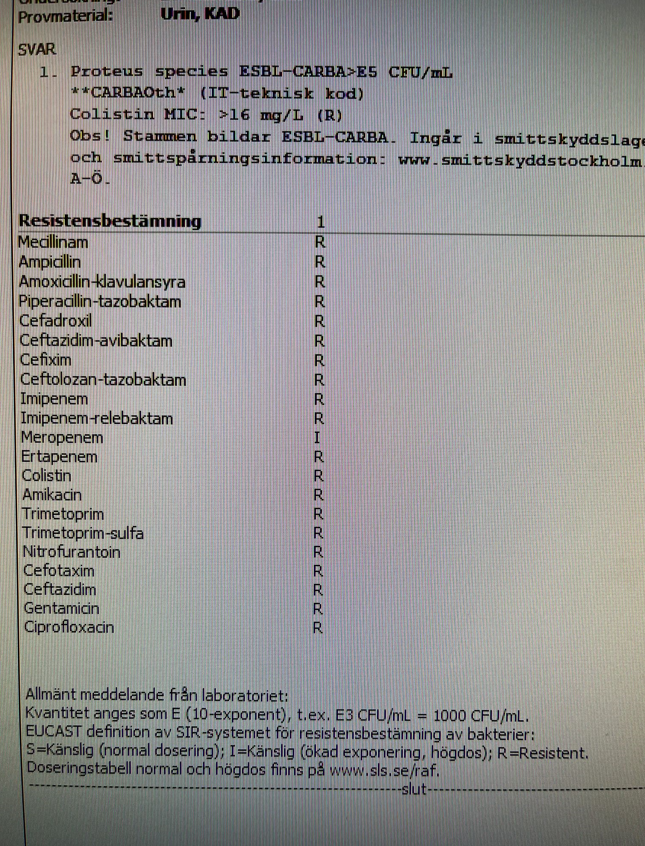 Provmaterial: Urin, KAD
SVAR
1. Proteus species ESBL-CARBA>E5 CFU/mL
**CARBAOth* (IT-teknisk kod)
Colistin MIC: >16 mg/L (R)
Obs! Stammen bildar ESBL-CARBA. Ingår i smittskyddslage
och smittspårningsinformation: www.smittskyddstockholm.
A-Ö.
Resistensbestämning 1
Mecillinam R
Ampicillin R
Amoxicillin-klavulansyra R
Piperacillin-tazobaktam R
Cefadroxil R
Ceftazidim-avibaktam R
Cefixim R
Ceftolozan-tazobaktam R
Imipenem R
Imipenem-relebaktam R
Meropenem I
Ertapenem R
Colistin R
Amikacin R
Trimetoprim R
Trimetoprim-sulfa R
Nitrofurantoin R
Cefotaxim R
Ceftazidim R
Gentamicin R
Ciprofloxacin R
Allmänt meddelande från laboratoriet:
Kvantitet anges som E (10-exponent), t.ex. E3 CFU/mL = 1000 CFU/mL.
EUCAST definition av SIR-systemet för resistensbestämning av bakterier:
S=Känslig (normal dosering); I=Känslig (ökad exponering, högdos); R=Resistent.
Doseringstabell normal och högdos finns på www.sls.se/raf.
slut